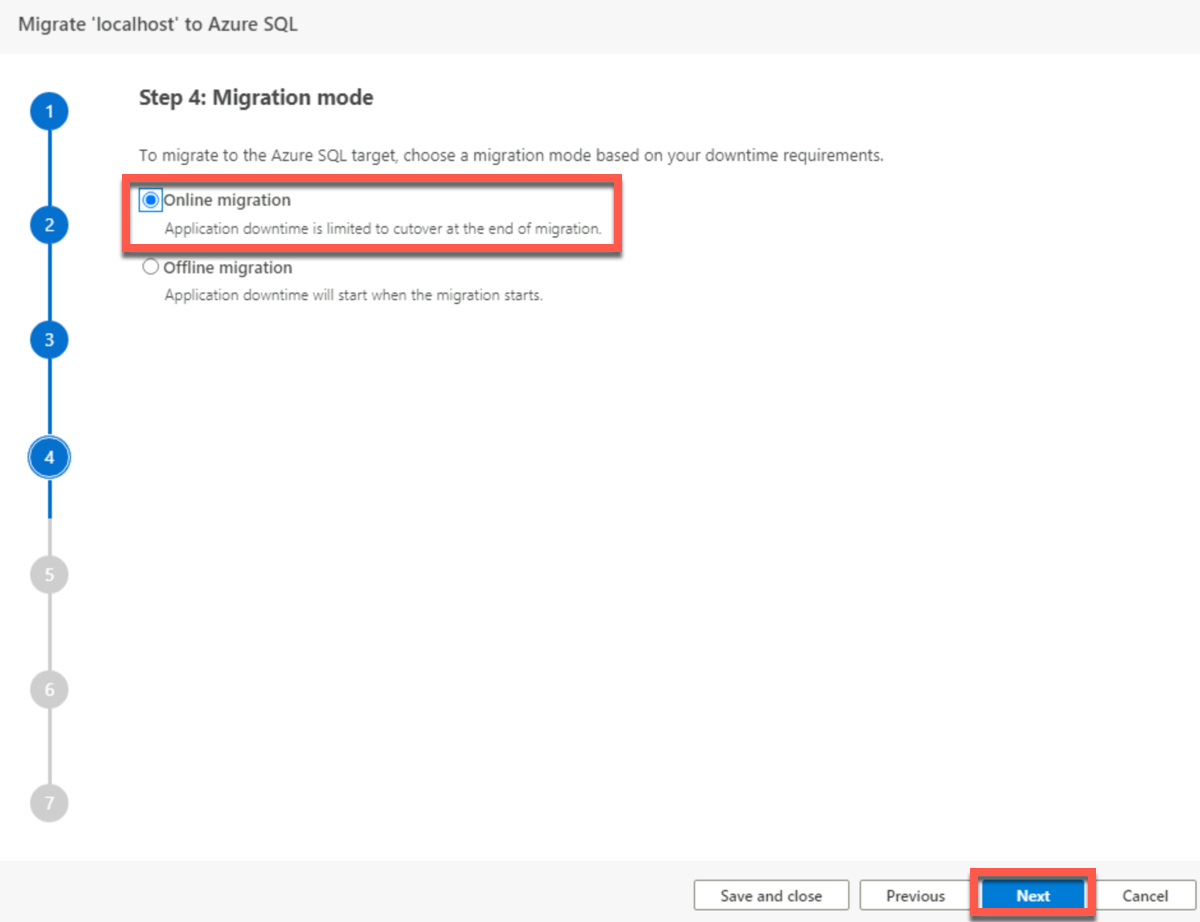 Migrate 'localhost' to Azure SQL
1
Step 4: Migration mode
To migrate to the Azure SQL target, choose a migration mode based on your downtime requirements.
Online migration
2
Application downtime is limited to cutover at the end of migration.
Offline migration
Application downtime will start when the migration starts.
3
4
5
6
7
Save and close
Previous
Next
Cancel